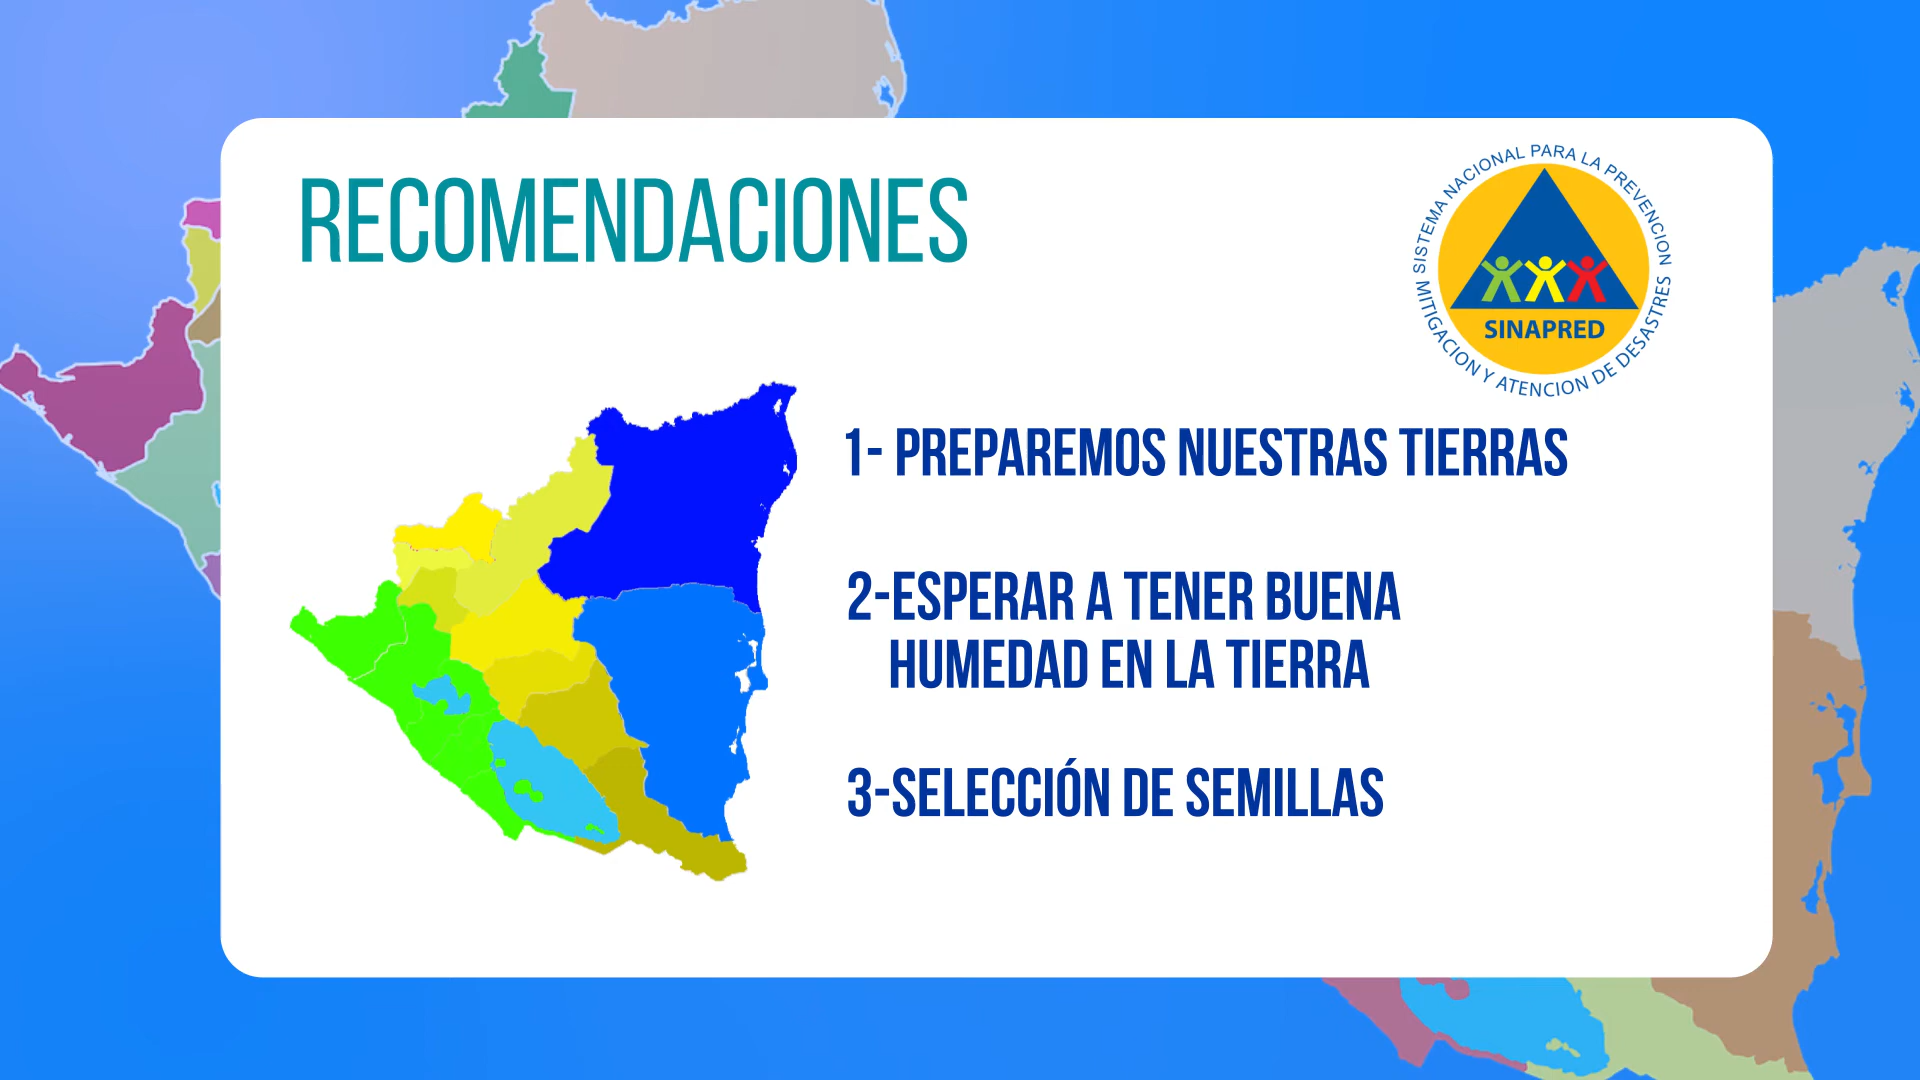 RECOMENDACIONES
SISTEMA NACIONAL PARA LA PREVENCION
MITIGACION Y ATENCION DE DESASTRES
SINAPRED
1- PREPAREMOS NUESTRAS TIERRAS
2-ESPERAR A TENER BUENA
HUMEDAD EN LA TIERRA
3-SELECCIÓN DE SEMILLAS